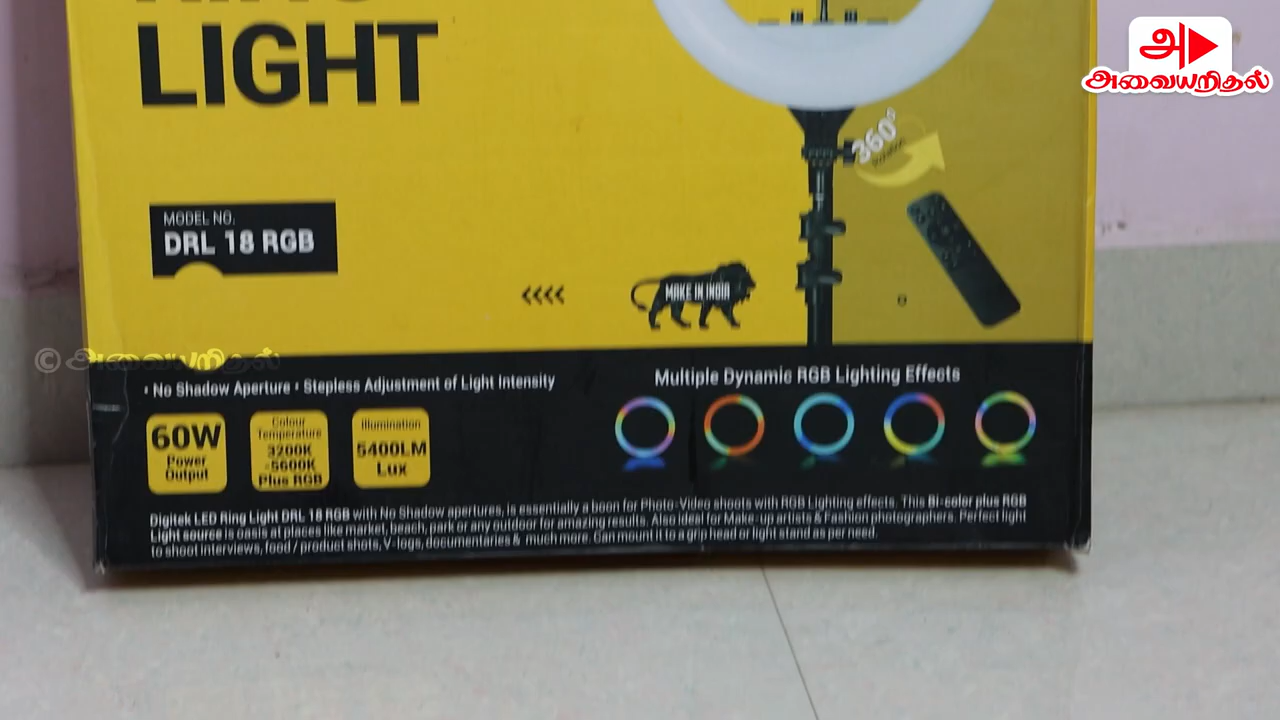 LIGHT
அ
அவையறிதல்
360°
MODEL NO.
DRL 18 RGB
MAKE IN INDIA
© அவையறிதல்
• No Shadow Aperture • Stepless Adjustment of Light Intensity
Multiple Dynamic RGB Lighting Effects
60W
Power
Output
Colour
Temperature
3200K
-5600K
Plus RGB
Illumination
5400LM
Lux
Digitek LED Ring Light DRL 18 RGB with No Shadow apertures, is essentially a boon for Photo-Video shoots with RGB Lighting effects. This Bi-color plus RGB
Light source is oasis at places like market, beach, park or any outdoor for amazing results. Also ideal for Make-up artists & Fashion photographers. Perfect light
to shoot interviews, food / product shots, V-logs, documentaries & much more. Can mount it to a grip head or light stand as per need.